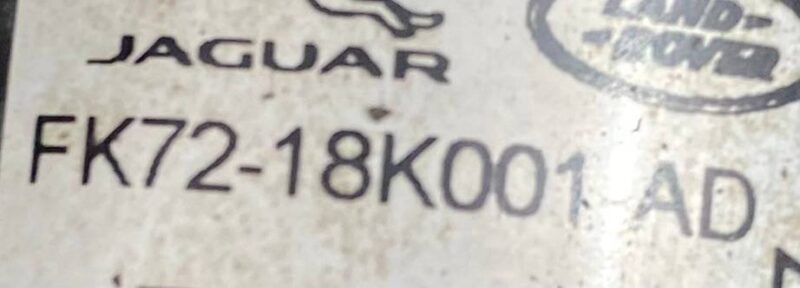 JAGUAR
LAND-
-ROVER
FK72-18K001 AD